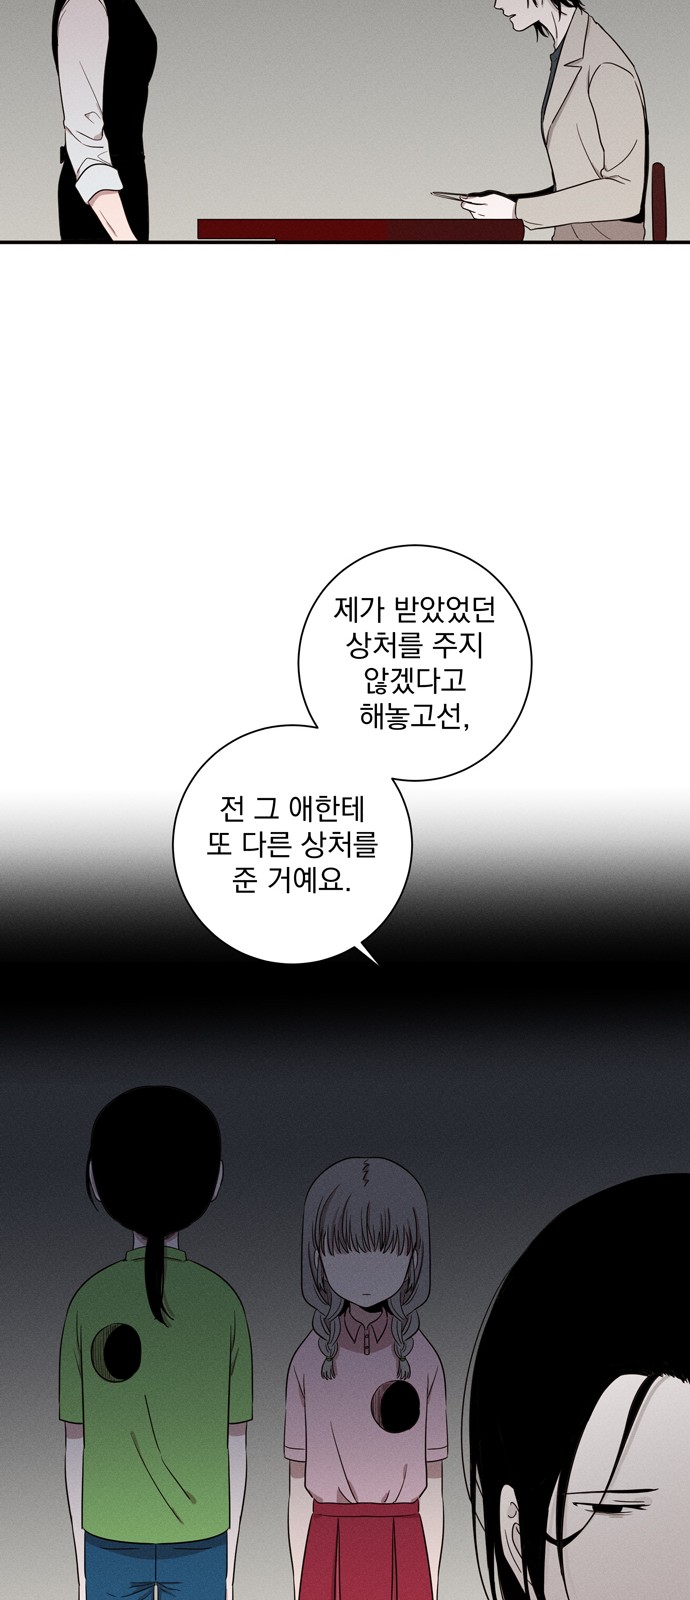 제가 받았었던
상처를 주지
않겠다고
해놓고선,
전 그 애한테
또 다른 상처를
준 거예요.